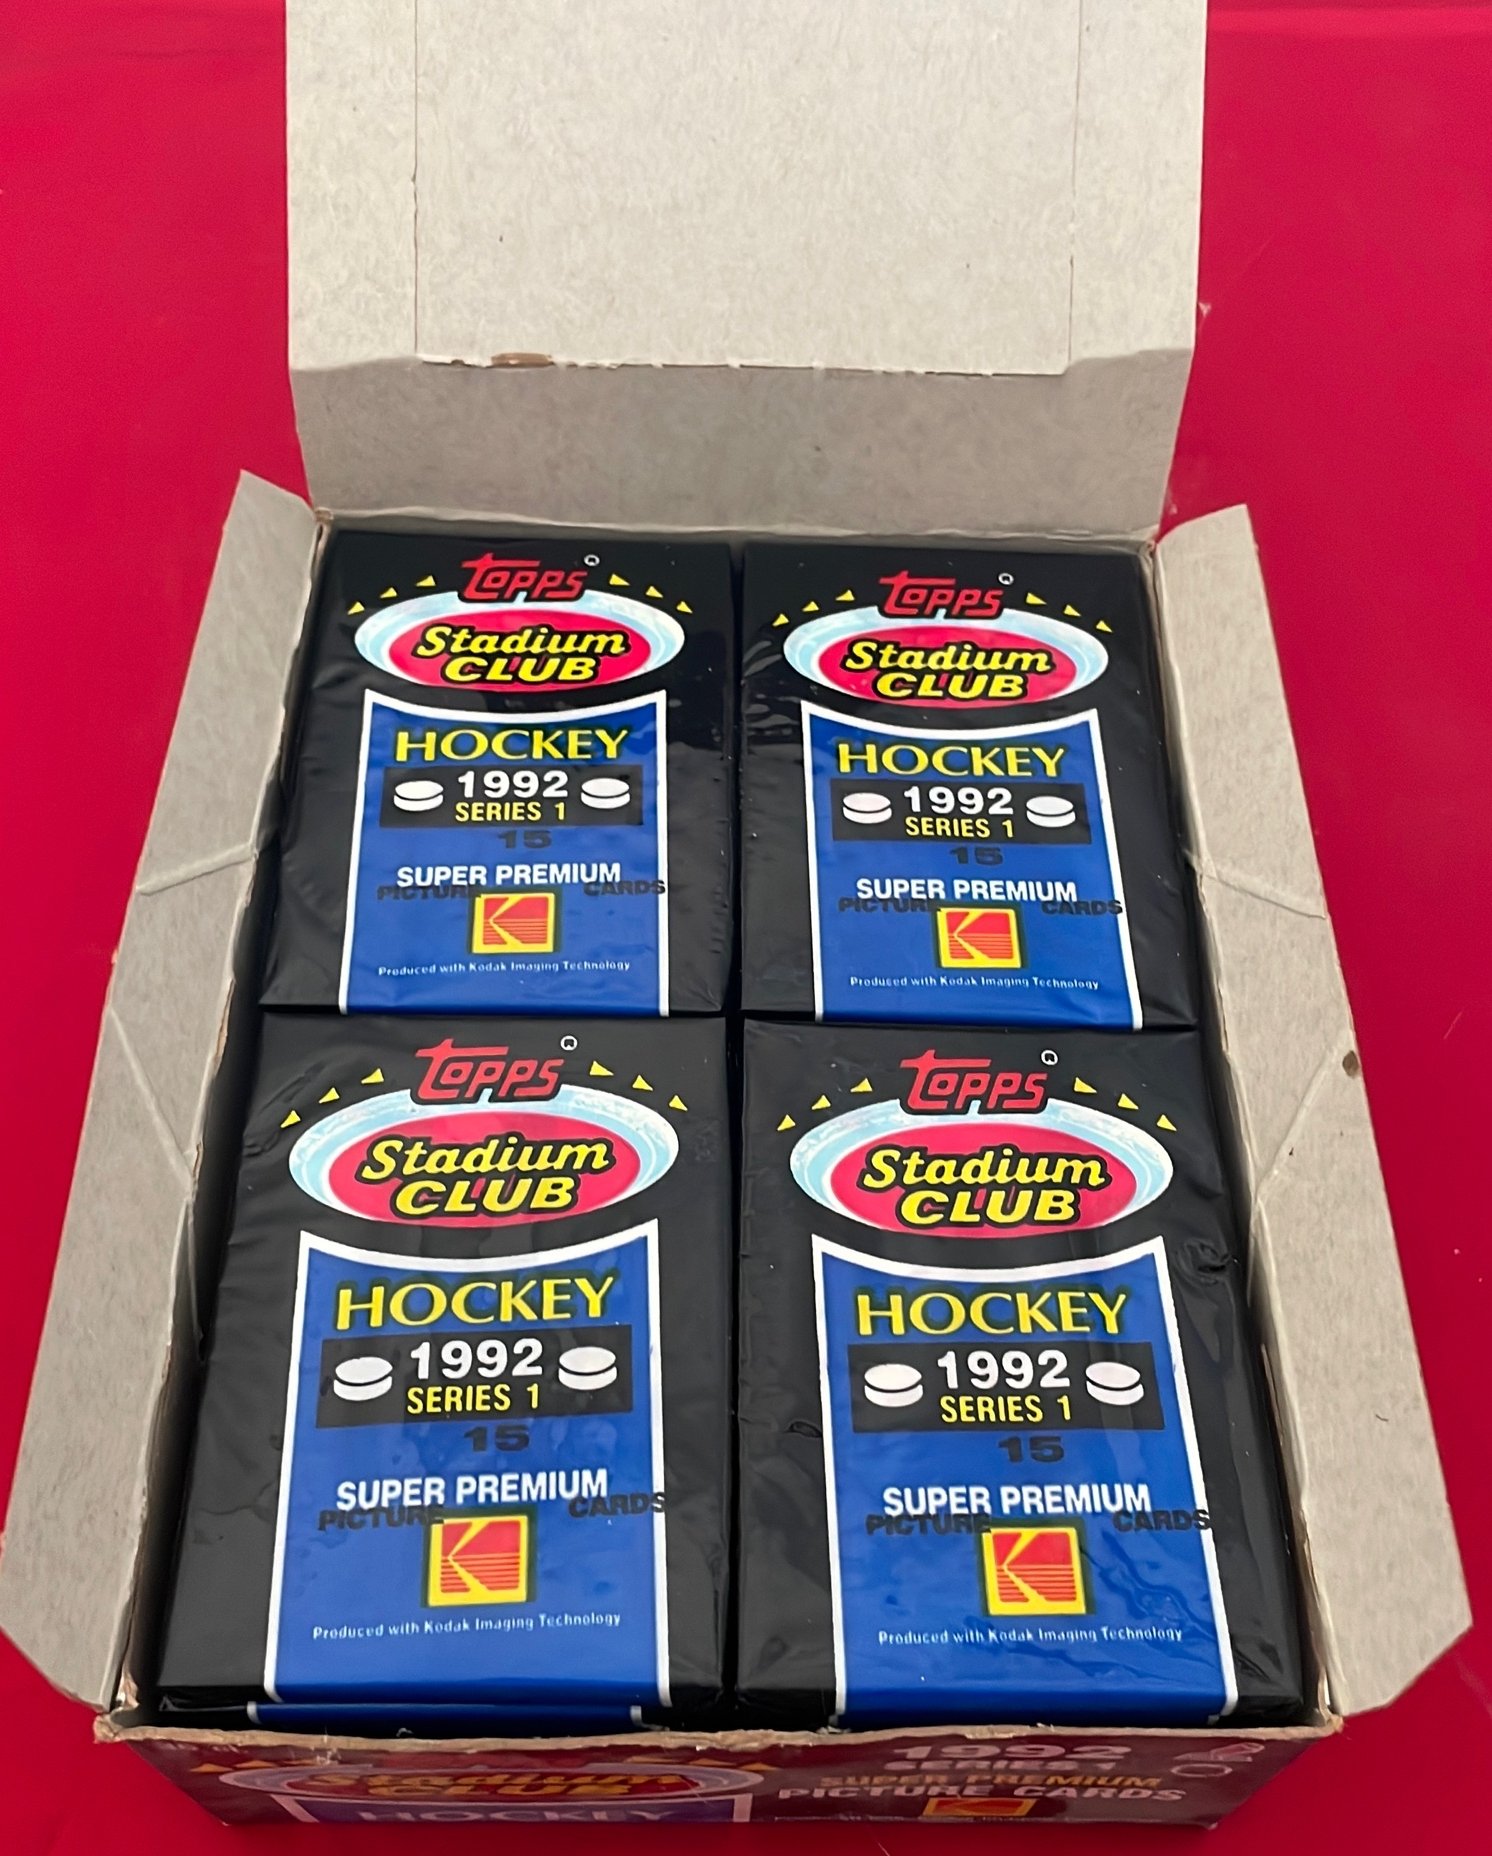 Topps®
Stadium
CLUB
HOCKEY
1992
SERIES 1
15
SUPER PREMIUM
PICTURE CARDS
Produced with Kodak Imaging Technology
Topps®
Stadium
CLUB
HOCKEY
1992
SERIES 1
15
SUPER PREMIUM
PICTURE CARDS
Produced with Kodak Imaging Technology
Topps®
Stadium
CLUB
HOCKEY
1992
SERIES 1
15
SUPER PREMIUM
PICTURE CARDS
Produced with Kodak Imaging Technology
Topps®
Stadium
CLUB
HOCKEY
1992
SERIES 1
15
SUPER PREMIUM
PICTURE CARDS
Produced with Kodak Imaging Technology
Stadium
CLUB
HOCKEY
1992
SERIES 1
SUPER PREMIUM
PICTURE CARDS